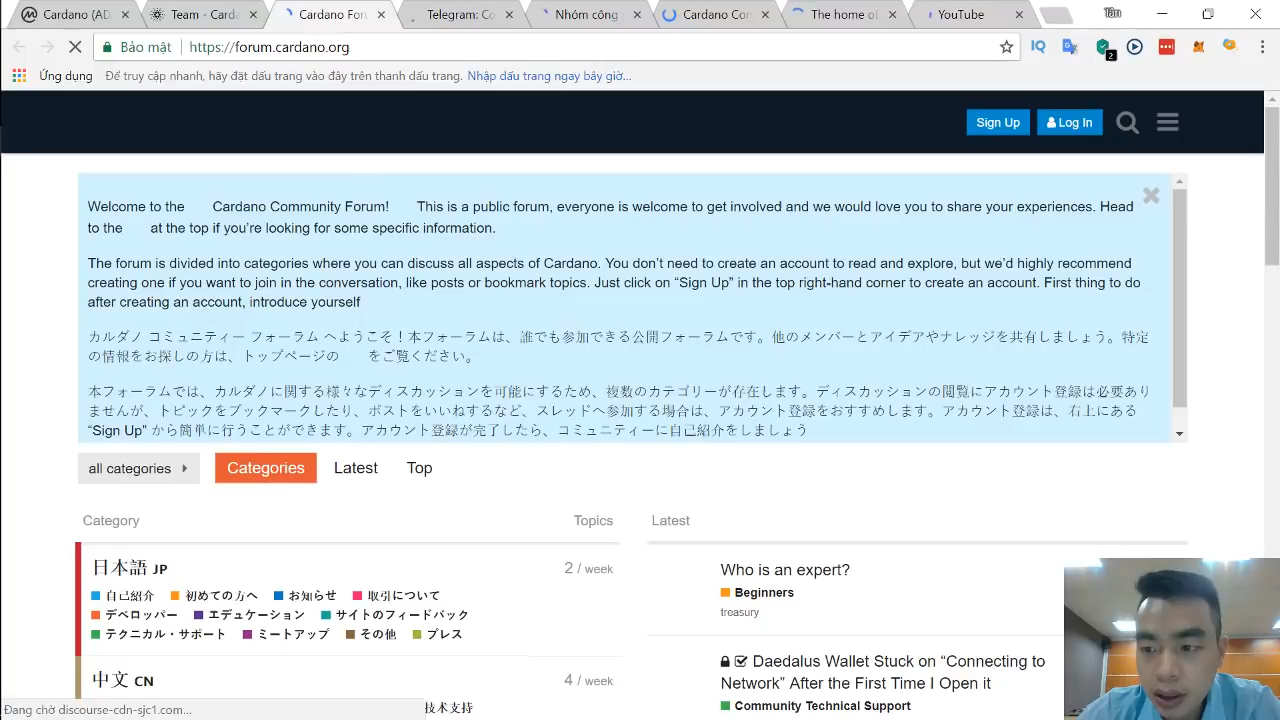 Cardano (AD
Team - Carda
Cardano For
Telegram: Co
Nhóm công
Cardano Com
The home of
YouTube
Tân
Bảo mật
https://forum.cardano.org
2
Ứng dụng
Để truy cập nhanh, hãy đặt dấu trang vào đây trên thanh dấu trang.
Nhập dấu trang ngay bây giờ...
Sign Up
Log In
Welcome to the Cardano Community Forum! This is a public forum, everyone is welcome to get involved and we would love you to share your experiences. Head
to the at the top if you're looking for some specific information.
The forum is divided into categories where you can discuss all aspects of Cardano. You don't need to create an account to read and explore, but we'd highly recommend
creating one if you want to join in the conversation, like posts or bookmark topics. Just click on “Sign Up” in the top right-hand corner to create an account. First thing to do
after creating an account, introduce yourself
カルダノ コミュニティー フォーラム へようこそ！本フォーラムは、誰でも参加できる公開フォーラムです。他のメンバーとアイデアやナレッジを共有しましょう。特定
の情報をお探しの方は、トップページの をご覧ください。
本フォーラムでは、カルダノに関する様々なディスカッションを可能にするため、複数のカテゴリーが存在します。ディスカッションの閲覧にアカウント登録は必要あり
ませんが、トピックをブックマークしたり、ポストをいいねするなど、スレッドへ参加する場合は、アカウント登録をおすすめします。アカウント登録は、右上にある
“Sign Up” から簡単に行うことができます。アカウント登録が完了したら、コミュニティーに自己紹介をしましょう
all categories
Categories
Latest
Top
Category
Topics
Latest
日本語 JP
2 / week
自己紹介 初めての方へ お知らせ 取引について
デベロッパー エデュケーション サイトのフィードバック
テクニカル・サポート ミートアップ その他 プレス
中文 CN
4 / week
技术支持
Who is an expert?
Beginners
treasury
Daedalus Wallet Stuck on “Connecting to
Network” After the First Time I Open it
Community Technical Support
Đang chờ discourse-cdn-sjc1.com...